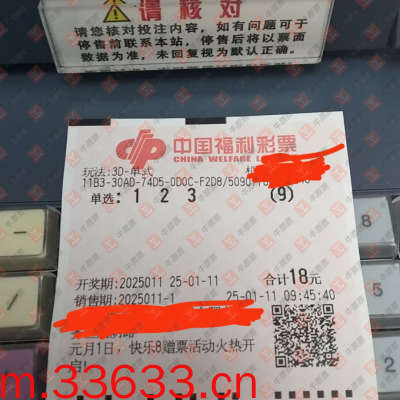 请核对
请您核对投注内容，如有问题可于
停售前联系本站，停售后将以票面
数据为准，未回复视为默认正确。
中国福利彩票
CHINA WELFARE L
玩法:3D-单式
11B3-30AD-74D5-0D0C-F2D8/5090
单选: 1 2 3 (9)
开奖期:2025011 25-01-11 合计18元
销售期:2025011-1 25-01-11 09:45:40
元月1日，快乐8赠票活动火热开
启
m.33633.cn
8
5
2